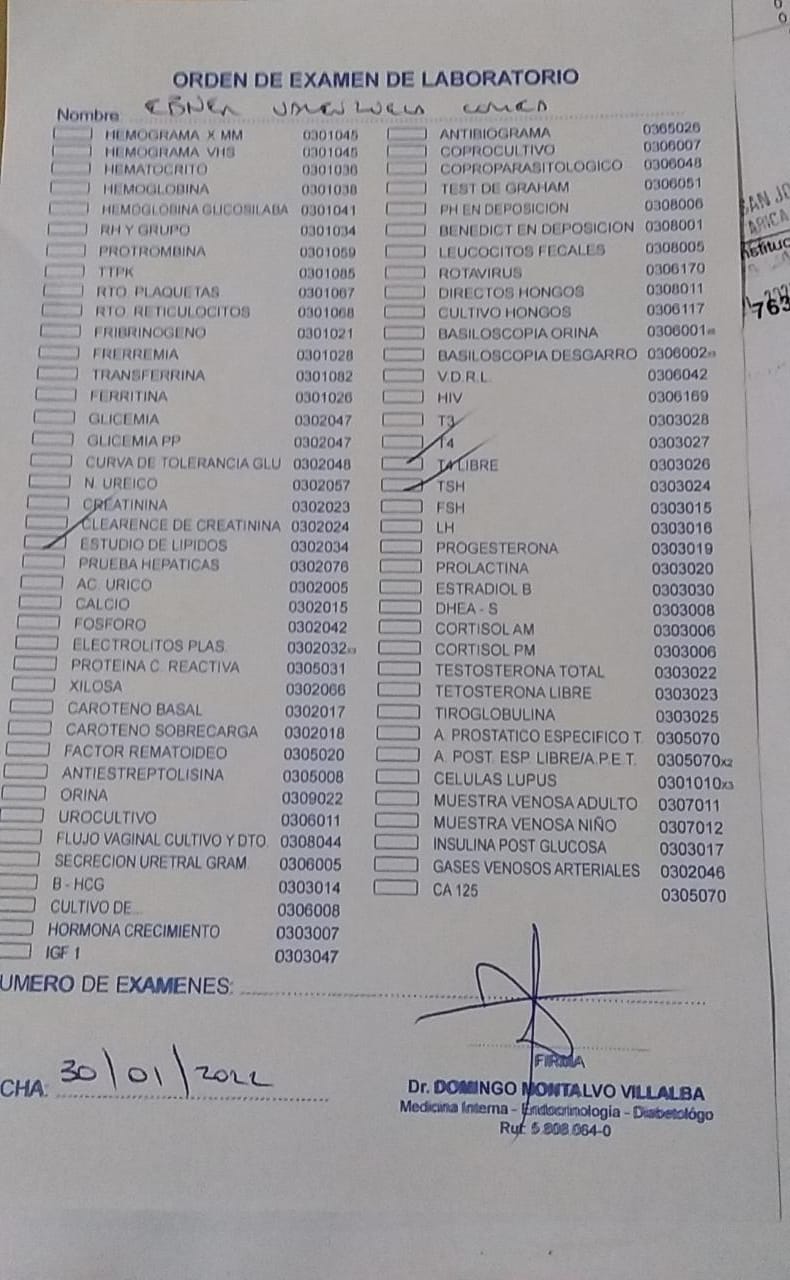 ORDEN DE EXAMEN DE LABORATORIO
Nombre
HEMOGRAMA X MM 0301045
HEMOGRAMA VHS 0301045
HEMATOCRITO 0301036
HEMOGLOBINA 0301038
HEMOGLOBINA GLICOSILABA 0301041
RH Y GRUPO 0301034
PROTROMBINA 0301059
TTPK 0301085
RTO. PLAQUETAS 0301067
RTO. RETICULOCITOS 0301068
FRIBRINOGENO 0301021
FRERREMIA 0301028
TRANSFERRINA 0301082
FERRITINA 0301026
GLICEMIA 0302047
GLICEMIA PP 0302047
CURVA DE TOLERANCIA GLU 0302048
N. UREICO 0302057
CREATININA 0302023
CLEARENCE DE CREATININA 0302024
ESTUDIO DE LIPIDOS 0302034
PRUEBA HEPATICAS 0302076
AC. URICO 0302005
CALCIO 0302015
FOSFORO 0302042
ELECTROLITOS PLAS. 0302032x3
PROTEINA C. REACTIVA 0305031
XILOSA 0302066
CAROTENO BASAL 0302017
CAROTENO SOBRECARGA 0302018
FACTOR REMATOIDEO 0305020
ANTIESTREPTOLISINA 0305008
ORINA 0309022
UROCULTIVO 0306011
FLUJO VAGINAL CULTIVO Y DTO. 0308044
SECRECION URETRAL GRAM. 0306005
B - HCG 0303014
CULTIVO DE... 0306008
HORMONA CRECIMIENTO 0303007
IGF 1 0303047
ANTIBIOGRAMA 0365026
COPROCULTIVO 0306007
COPROPARASITOLOGICO 0306048
TEST DE GRAHAM 0306051
PH EN DEPOSICION 0308006
BENEDICT EN DEPOSICION 0308001
LEUCOCITOS FECALES 0308005
ROTAVIRUS 0306170
DIRECTOS HONGOS 0308011
CULTIVO HONGOS 0306117
BASILOSCOPIA ORINA 0306001
BASILOSCOPIA DESGARRO 0306002
V.D.R.L. 0306042
HIV 0306169
T3 0303028
T4 0303027
T4 LIBRE 0303026
TSH 0303024
FSH 0303015
LH 0303016
PROGESTERONA 0303019
PROLACTINA 0303020
ESTRADIOL B 0303030
DHEA - S 0303008
CORTISOL AM 0303006
CORTISOL PM 0303006
TESTOSTERONA TOTAL 0303022
TETOSTERONA LIBRE 0303023
TIROGLOBULINA 0303025
A. PROSTATICO ESPECIFICO T. 0305070
A. POST. ESP. LIBRE/A.P.E.T. 0305070x2
CELULAS LUPUS 0301010x3
MUESTRA VENOSA ADULTO 0307011
MUESTRA VENOSA NIÑO 0307012
INSULINA POST GLUCOSA 0303017
GASES VENOSOS ARTERIALES 0302046
CA 125 0305070
UMERO DE EXAMENES:
CHA: 30/01/2022
FIRMA
Dr. DOMINGO MONTALVO VILLALBA
Medicina Interna - Endocrinología - Diabetológo
Rut: 5.808.064-0
SAN JO
ARICA
763